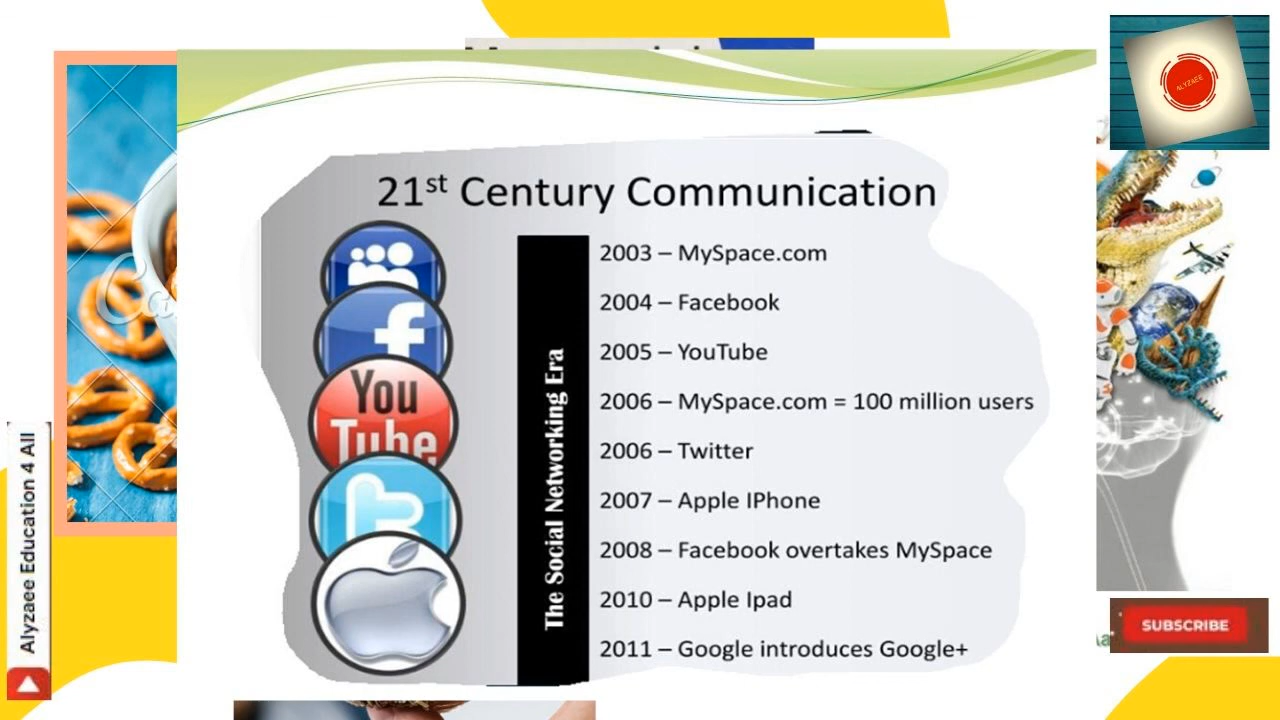 21st Century Communication
2003 – MySpace.com
2004 – Facebook
2005 – YouTube
2006 – MySpace.com = 100 million users
2006 – Twitter
2007 – Apple IPhone
2008 – Facebook overtakes MySpace
2010 – Apple Ipad
2011 – Google introduces Google+
The Social Networking Era
You
Tube
Alyzaee Education 4 All
ALYZAEE
SUBSCRIBE